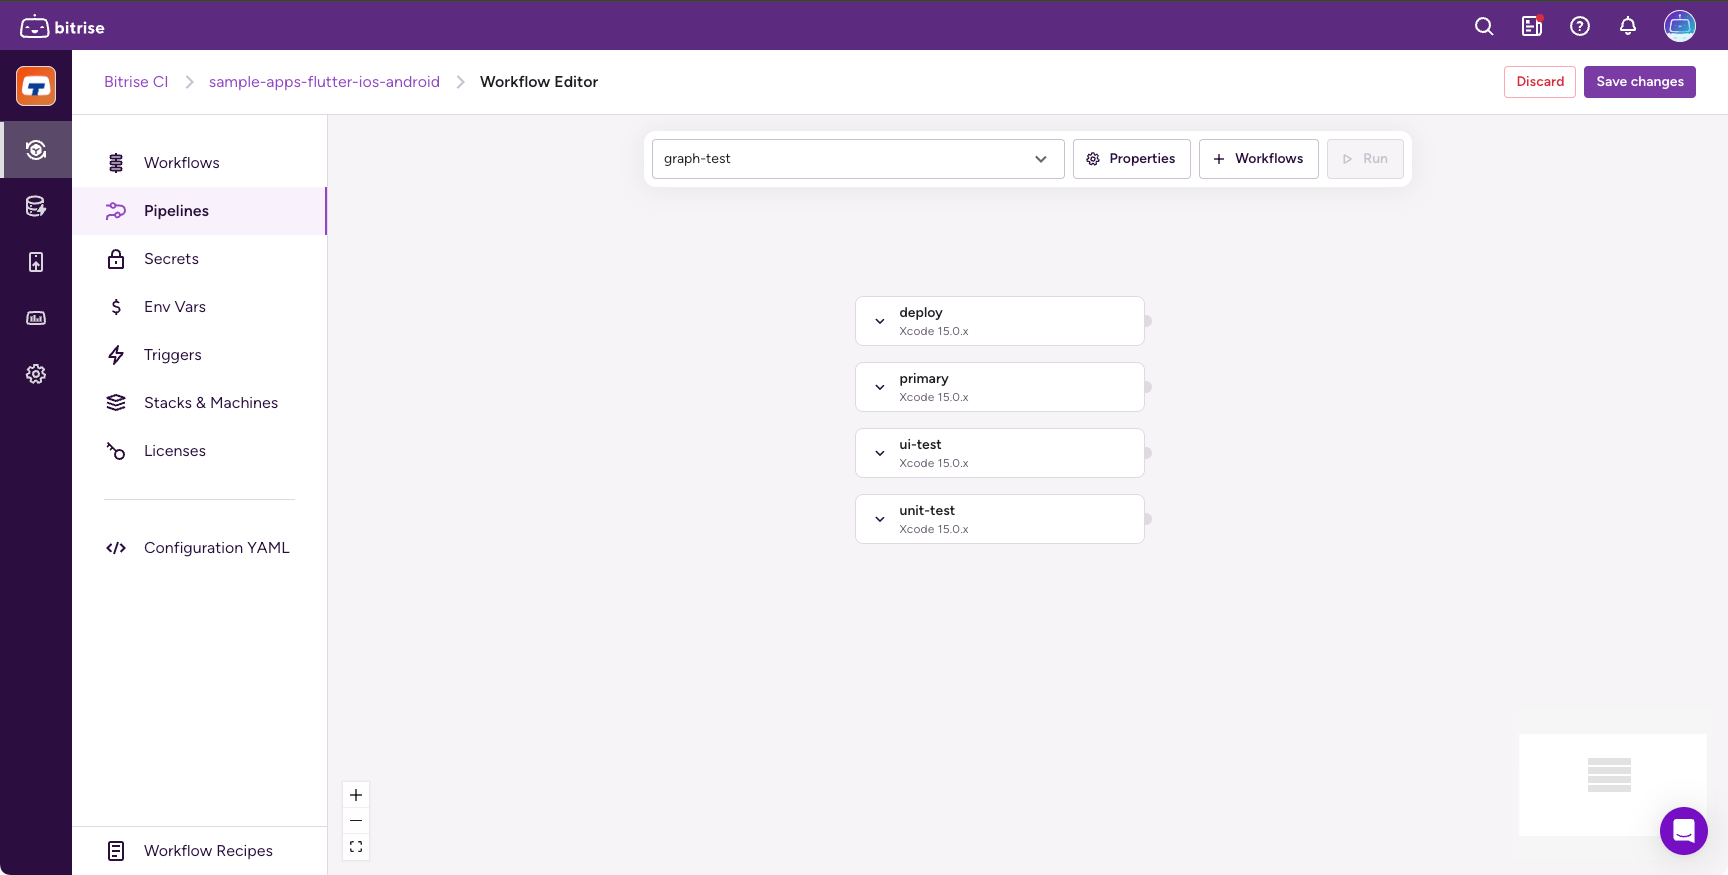 bitrise
Bitrise CI
sample-apps-flutter-ios-android
Workflow Editor
Discard
Save changes
Workflows
Pipelines
Secrets
Env Vars
Triggers
Stacks & Machines
Licenses
Configuration YAML
Workflow Recipes
graph-test
Properties
Workflows
Run
deploy
Xcode 15.0.x
primary
Xcode 15.0.x
ui-test
Xcode 15.0.x
unit-test
Xcode 15.0.x